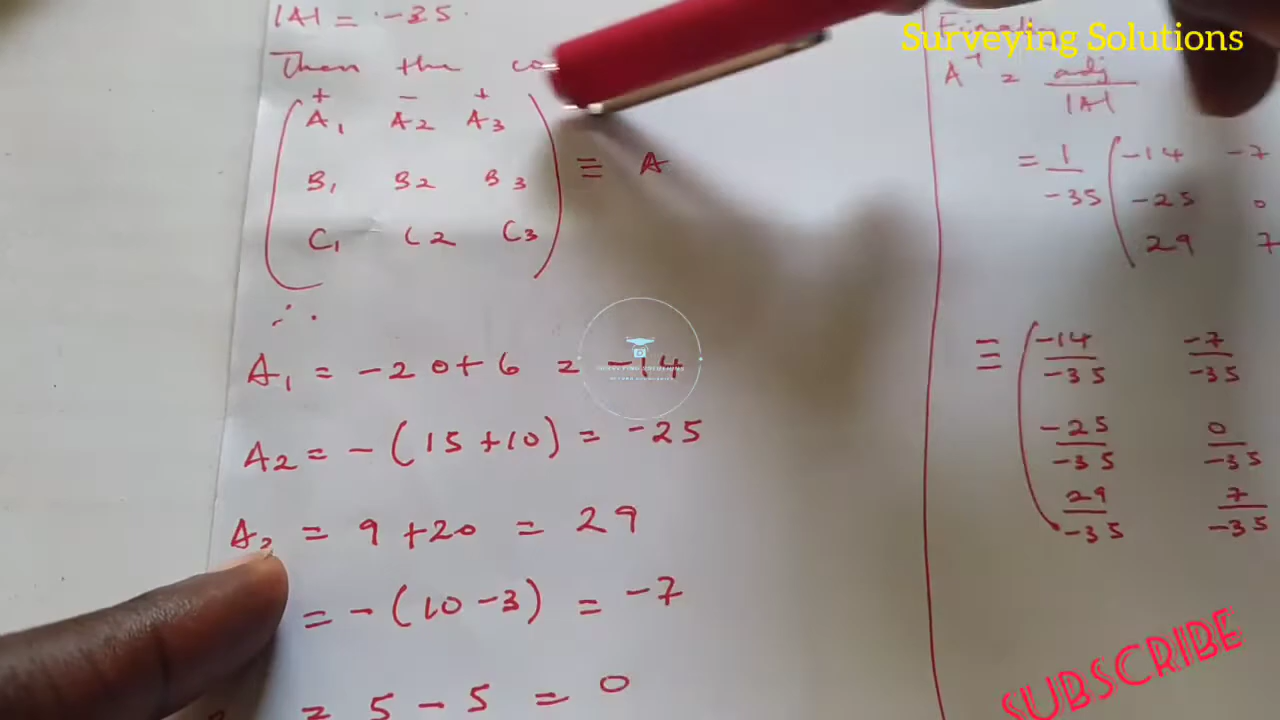 |A| = -35.
Then the co
+ - +
A1 A2 A3
B1 B2 B3 ≡ A
C1 C2 C3
∴
A1 = -20+6 = -14
A2 = -(15+10) = -25
A3 = 9+20 = 29
= -(10-3) = -7
= 5-5 = 0
Surveying Solutions
A⁻¹ = adj / |A|
= 1/-35 -14 -7
-25 0
29 7
≡ -14/-35 -7/-35
-25/-35 0/-35
29/-35 7/-35
SUBSCRIBE